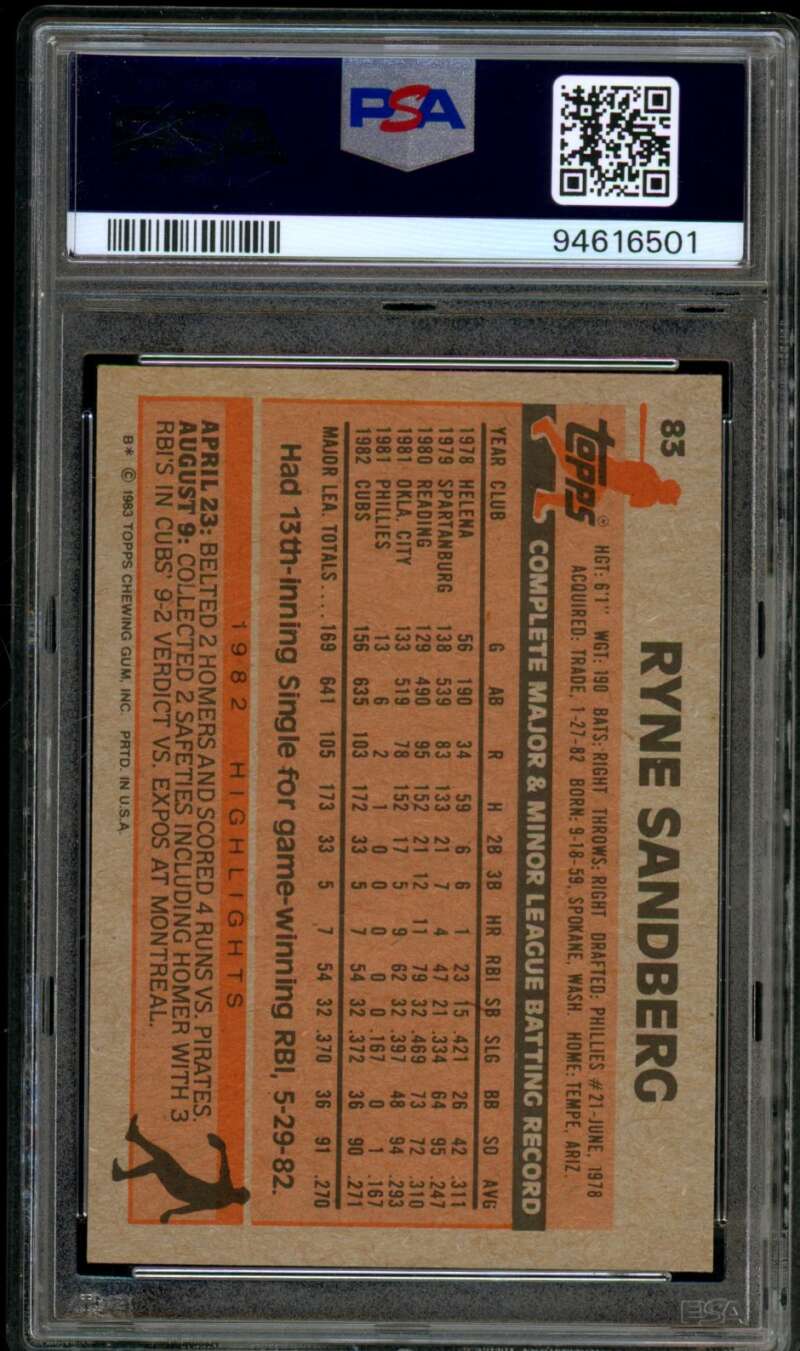 PSA
94616501
83
RYNE SANDBERG
topps®
HGT: 6'1" WGT: 190 BATS: RIGHT THROWS: RIGHT DRAFTED: PHILLIES #21-JUNE, 1978
ACQUIRED: TRADE, 1-27-82 BORN: 9-18-59, SPOKANE, WASH. HOME: TEMPE, ARIZ.
COMPLETE MAJOR & MINOR LEAGUE BATTING RECORD
YEAR CLUB G AB R H 2B 3B HR RBI SB SLG BB SO AVG
1978 HELENA 56 190 34 59 6 6 1 23 15 .421 26 42 .311
1979 SPARTANBURG 138 539 83 133 21 7 4 47 21 .334 64 95 .247
1980 READING 129 490 95 152 21 12 11 79 32 .469 73 72 .310
1981 OKLA. CITY 133 519 78 152 17 5 9 62 32 .397 48 94 .293
1981 PHILLIES 13 6 2 1 0 0 0 0 0 .167 0 1 .167
1982 CUBS 156 635 103 172 33 5 7 54 32 .372 36 90 .271
MAJOR LEA. TOTALS .... 169 641 105 173 33 5 7 54 32 .370 36 91 .270
Had 13th-inning Single for game-winning RBI, 5-29-82.
1982 HIGHLIGHTS
APRIL 23: BELTED 2 HOMERS AND SCORED 4 RUNS VS. PIRATES.
AUGUST 9: COLLECTED 2 SAFETIES INCLUDING HOMER WITH 3
RBI'S IN CUBS' 9-2 VERDICT VS. EXPOS AT MONTREAL.
B* © 1983 TOPPS CHEWING GUM, INC. PRTD. IN U.S.A.
PSA